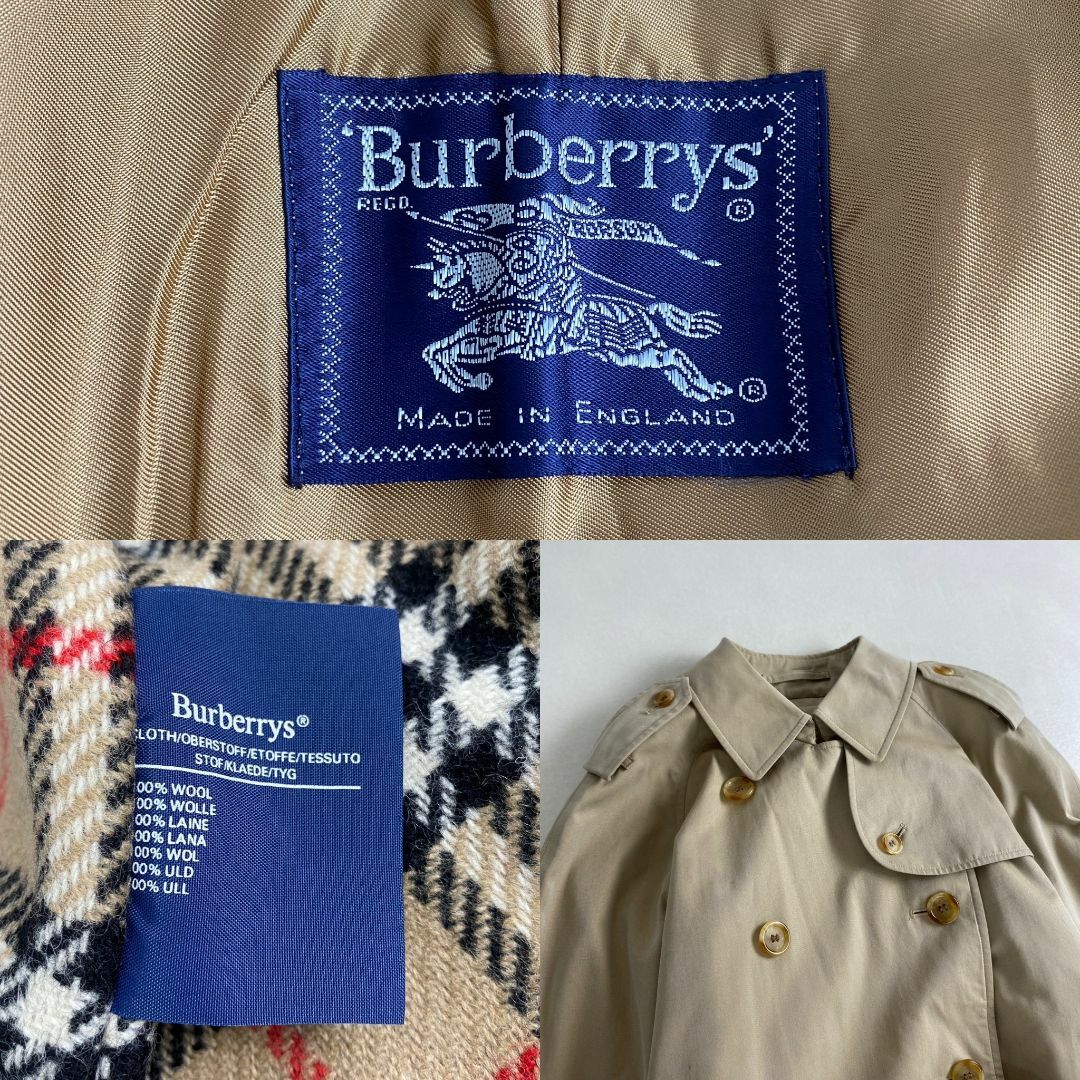 'Burberrys'
REGD.
®
PRORSUM
®
MADE IN ENGLAND
Burberrys®
CLOTH/OBERSTOFF/ETOFFE/TESSUTO
STOF/KLAEDE/TYG
00% WOOL
00% WOLLE
00% LAINE
00% LANA
00% WOL
00% ULD
00% ULL